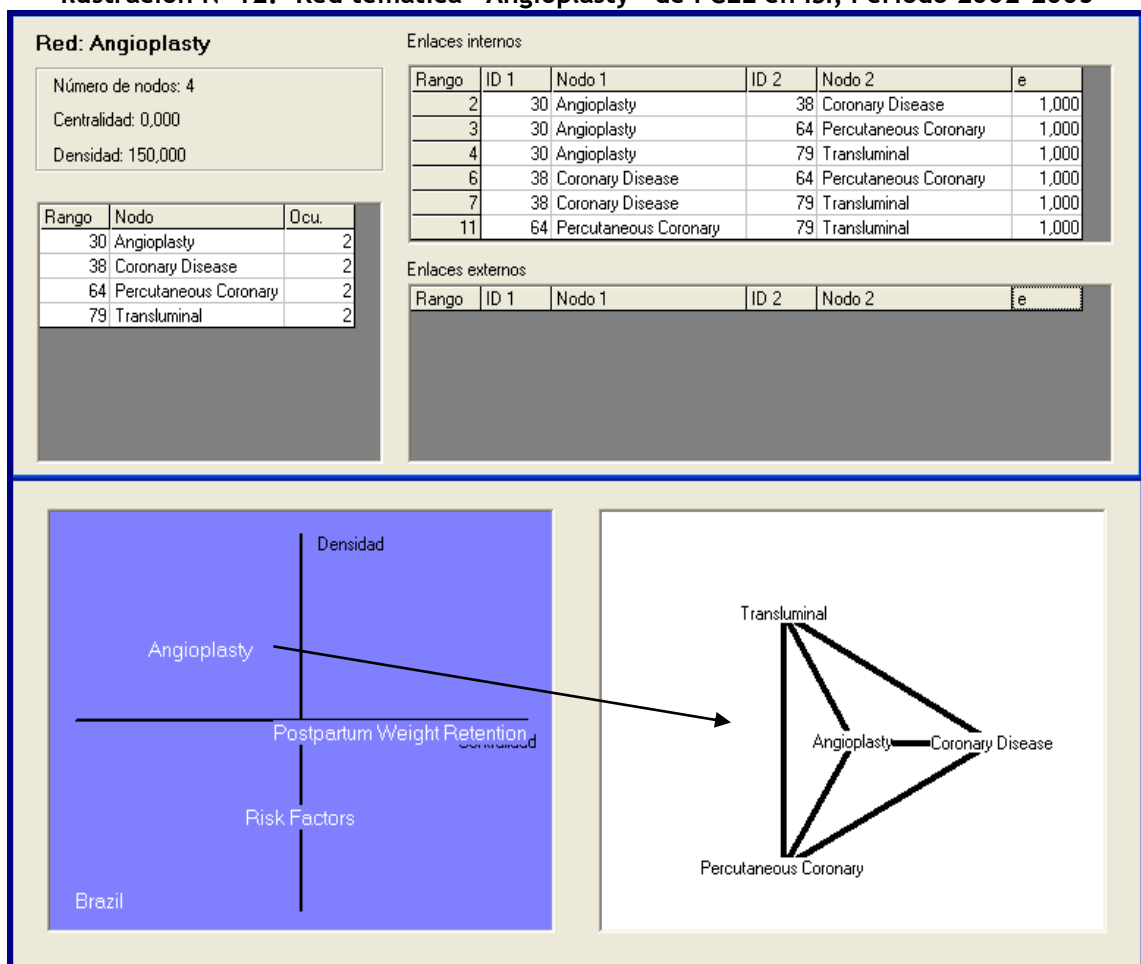 Red: Angioplasty
Número de nodos: 4
Centralidad: 0,000
Densidad: 150,000
Rango Nodo Ocu.
30 Angioplasty 2
38 Coronary Disease 2
64 Percutaneous Coronary 2
79 Transluminal 2
Enlaces internos
Rango ID 1 Nodo 1 ID 2 Nodo 2 e
2 30 Angioplasty 38 Coronary Disease 1,000
3 30 Angioplasty 64 Percutaneous Coronary 1,000
4 30 Angioplasty 79 Transluminal 1,000
6 38 Coronary Disease 64 Percutaneous Coronary 1,000
7 38 Coronary Disease 79 Transluminal 1,000
11 64 Percutaneous Coronary 79 Transluminal 1,000
Enlaces externos
Rango ID 1 Nodo 1 ID 2 Nodo 2 e
Densidad
Angioplasty
Postpartum Weight Retention
Risk Factors
Brazil
Transluminal
Angioplasty Coronary Disease
Percutaneous Coronary